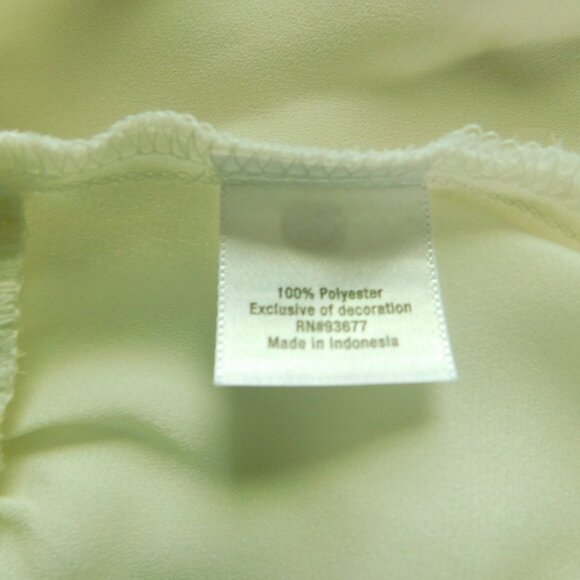 100% Polyester
Exclusive of decoration
RN#93677
Made in Indonesia